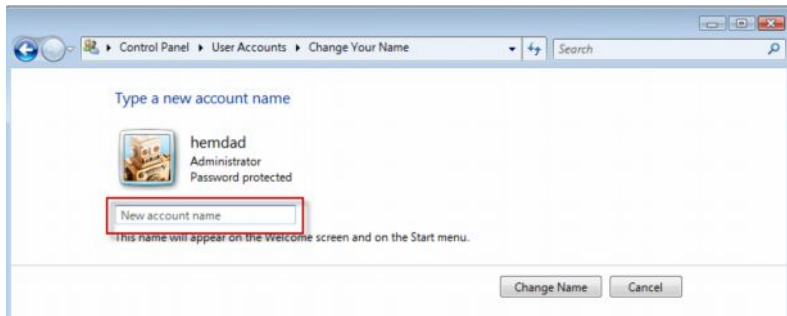 Control Panel ▸ User Accounts ▸ Change Your Name
Search
Type a new account name
hemdad
Administrator
Password protected
New account name
This name will appear on the Welcome screen and on the Start menu.
Change Name
Cancel